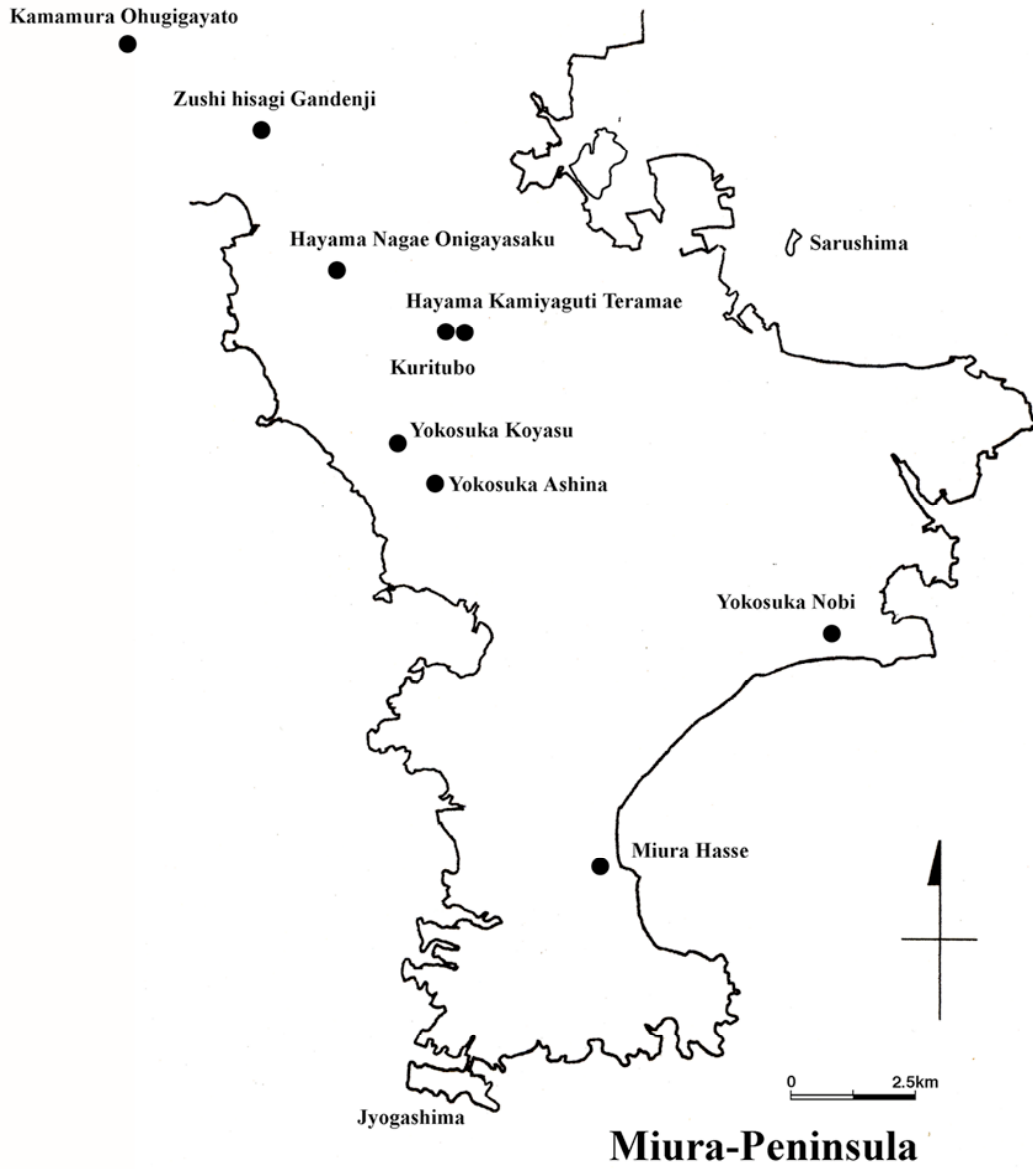 Kamamura Ohugigayato
Zushi hisagi Gandenji
Hayama Nagae Onigayasaku
Sarushima
Hayama Kamiyaguti Teramae
Kuritubo
Yokosuka Koyasu
Yokosuka Ashina
Yokosuka Nobi
Miura Hasse
0 2.5km
Jyogashima
Miura-Peninsula